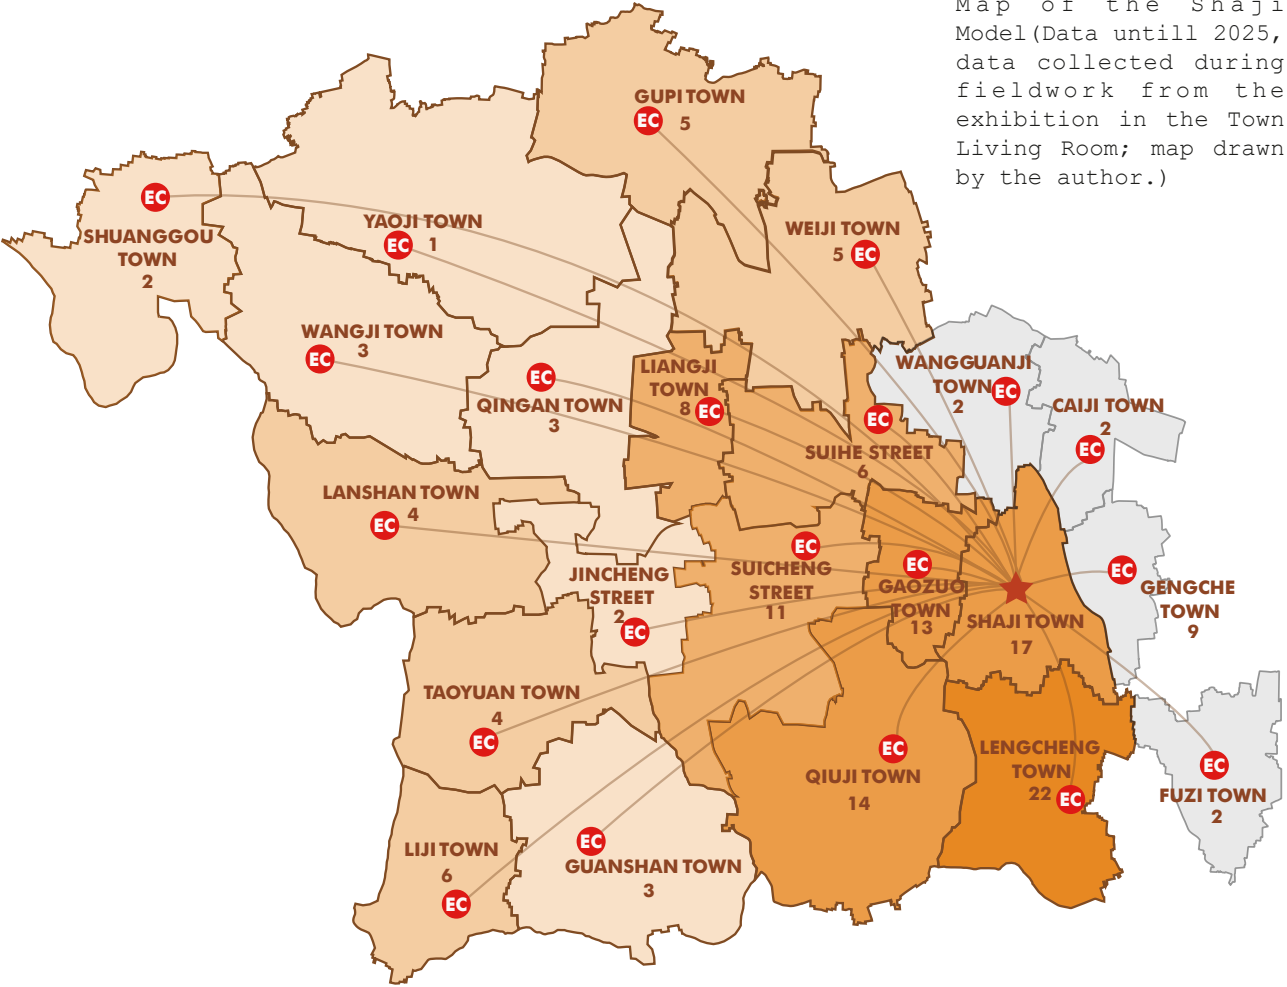 Map of the Shaji
Model(Data untill 2025,
data collected during
fieldwork from the
exhibition in the Town
Living Room; map drawn
by the author.)
GUPI TOWN
EC 5
EC
SHUANGGOU
TOWN
2
YAOJI TOWN
EC 1
WEIJI TOWN
5 EC
WANGJI TOWN
EC 3
EC
QINGAN TOWN
3
LIANGJI
TOWN
8 EC
WANGGUANJI
TOWN EC
2
CAIJI TOWN
2
EC
EC
SUIHE STREET
6
LANSHAN TOWN
EC 4
EC
SUICHENG
STREET
11
EC
GAOZUO
TOWN
13
EC
GENGCHE
TOWN
9
JINCHENG
STREET
2
EC
SHAJI TOWN
17
TAOYUAN TOWN
4
EC
EC
QIUJI TOWN
14
LENGCHENG
TOWN
22 EC
EC
FUZI TOWN
2
LIJI TOWN
6
EC
EC
GUANSHAN TOWN
3